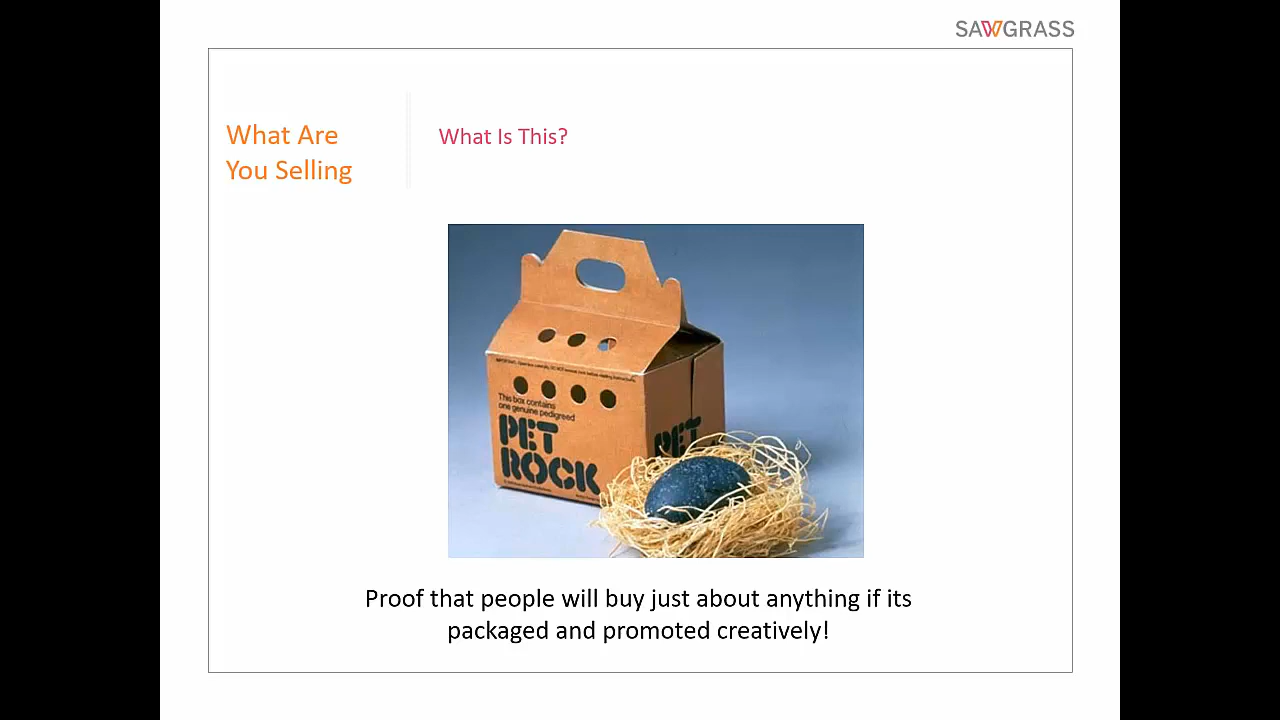 SAWGRASS
What Are
You Selling
What Is This?
This box contains
one genuine pedigreed
PET
ROCK
PET
Proof that people will buy just about anything if its
packaged and promoted creatively!